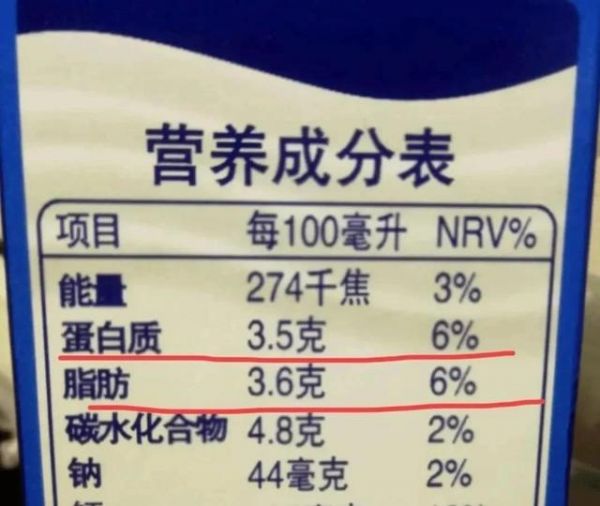 营养成分表
项目 每100毫升 NRV%
能量 274千焦 3%
蛋白质 3.5克 6%
脂肪 3.6克 6%
碳水化合物 4.8克 2%
钠 44毫克 2%